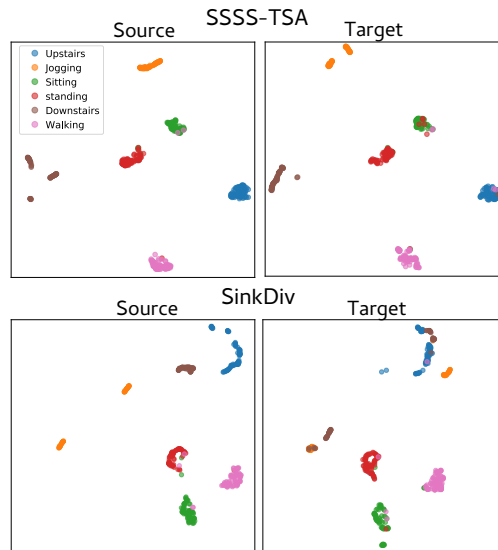 SSSS-TSA
Source
Target
Upstairs
Jogging
Sitting
standing
Downstairs
Walking
SinkDiv
Source
Target